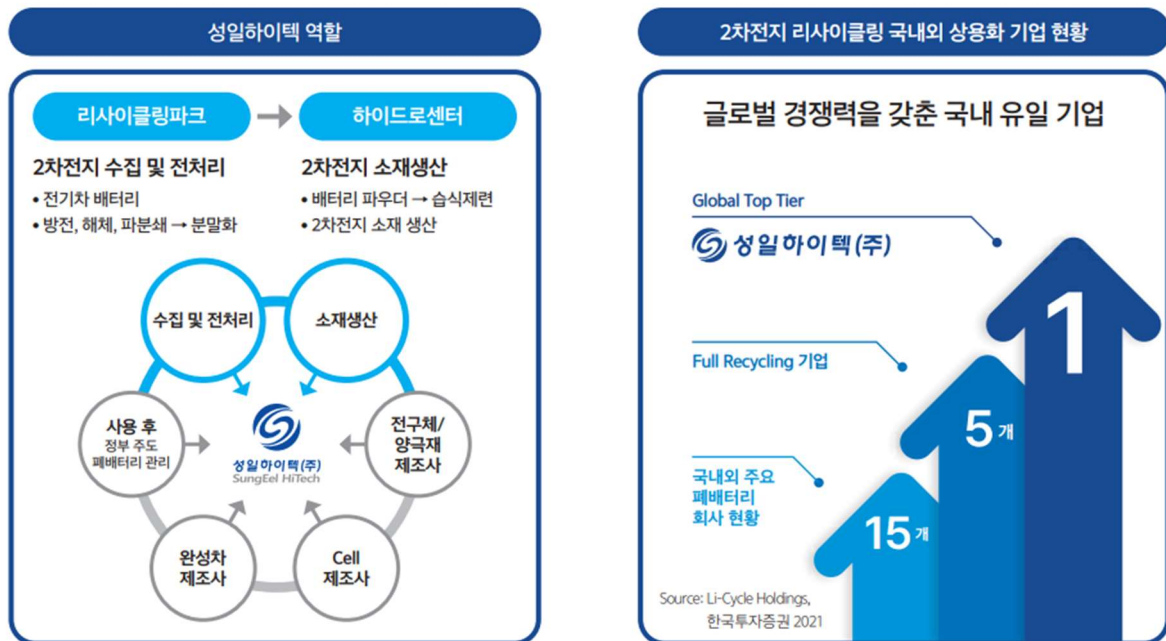 성일하이텍 역할
리사이클링파크
하이드로센터
2차전지 수집 및 전처리
• 전기차 배터리
• 방전, 해체, 파분쇄 → 분말화
2차전지 소재생산
• 배터리 파우더 → 습식제련
• 2차전지 소재 생산
수집 및 전처리
소재생산
사용 후
정부 주도
폐배터리 관리
성일하이텍(주)
SungEel HiTech
전구체/
양극재
제조사
완성차
제조사
Cell
제조사
2차전지 리사이클링 국내외 상용화 기업 현황
글로벌 경쟁력을 갖춘 국내 유일 기업
Global Top Tier
성일하이텍(주)
1
Full Recycling 기업
5개
국내외 주요
폐배터리
회사 현황
15개
Source: Li-Cycle Holdings,
한국투자증권 2021